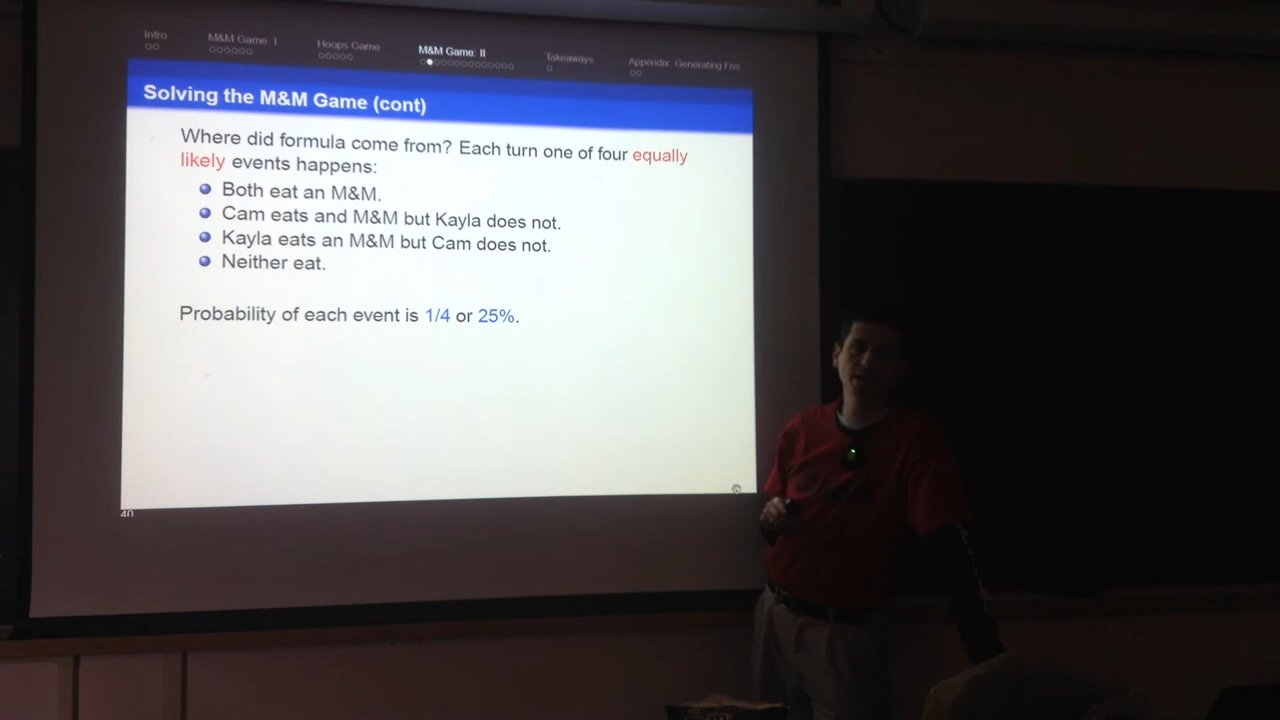 Intro M&M Game: I Hoops Game M&M Game: II Takeaways Appendix: Generating Fns
Solving the M&M Game (cont)
Where did formula come from? Each turn one of four equally
likely events happens:
Both eat an M&M.
Cam eats and M&M but Kayla does not.
Kayla eats an M&M but Cam does not.
Neither eat.
Probability of each event is 1/4 or 25%.
40